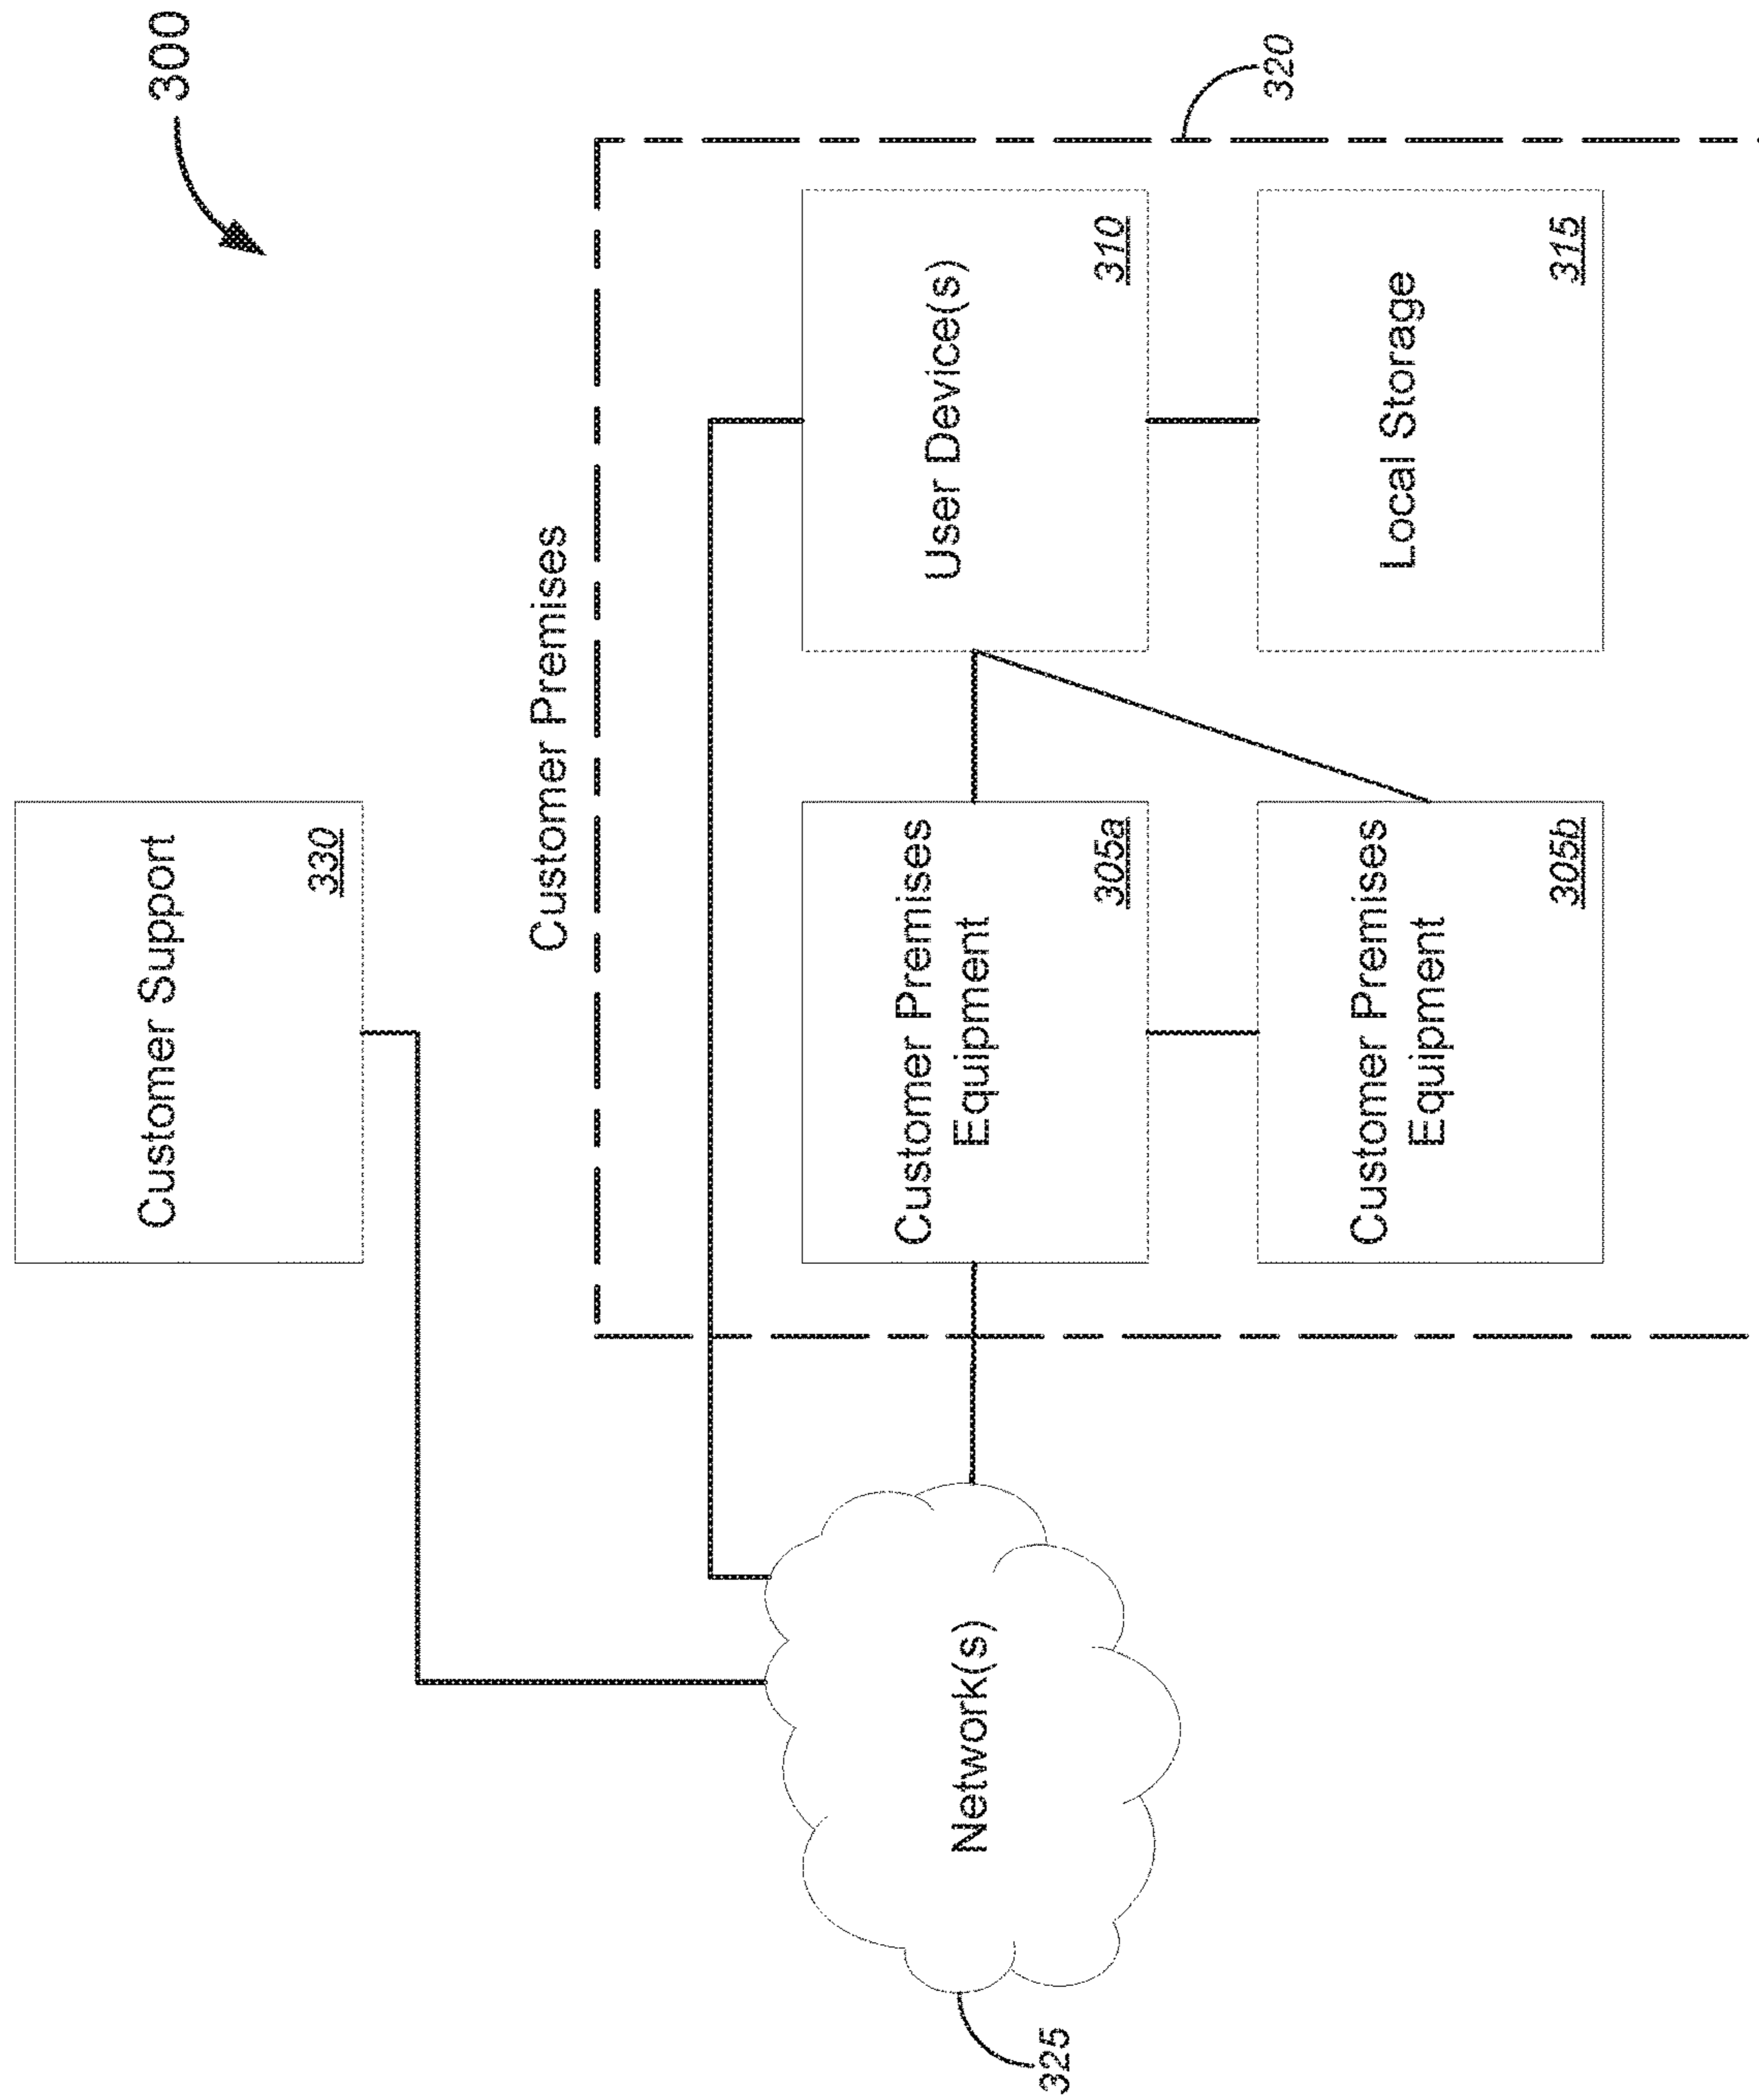 300
Customer Support
330
Customer Premises
320
Network(s)
325
Customer Premises
Equipment
305a
User Device(s)
310
Customer Premises
Equipment
305b
Local Storage
315